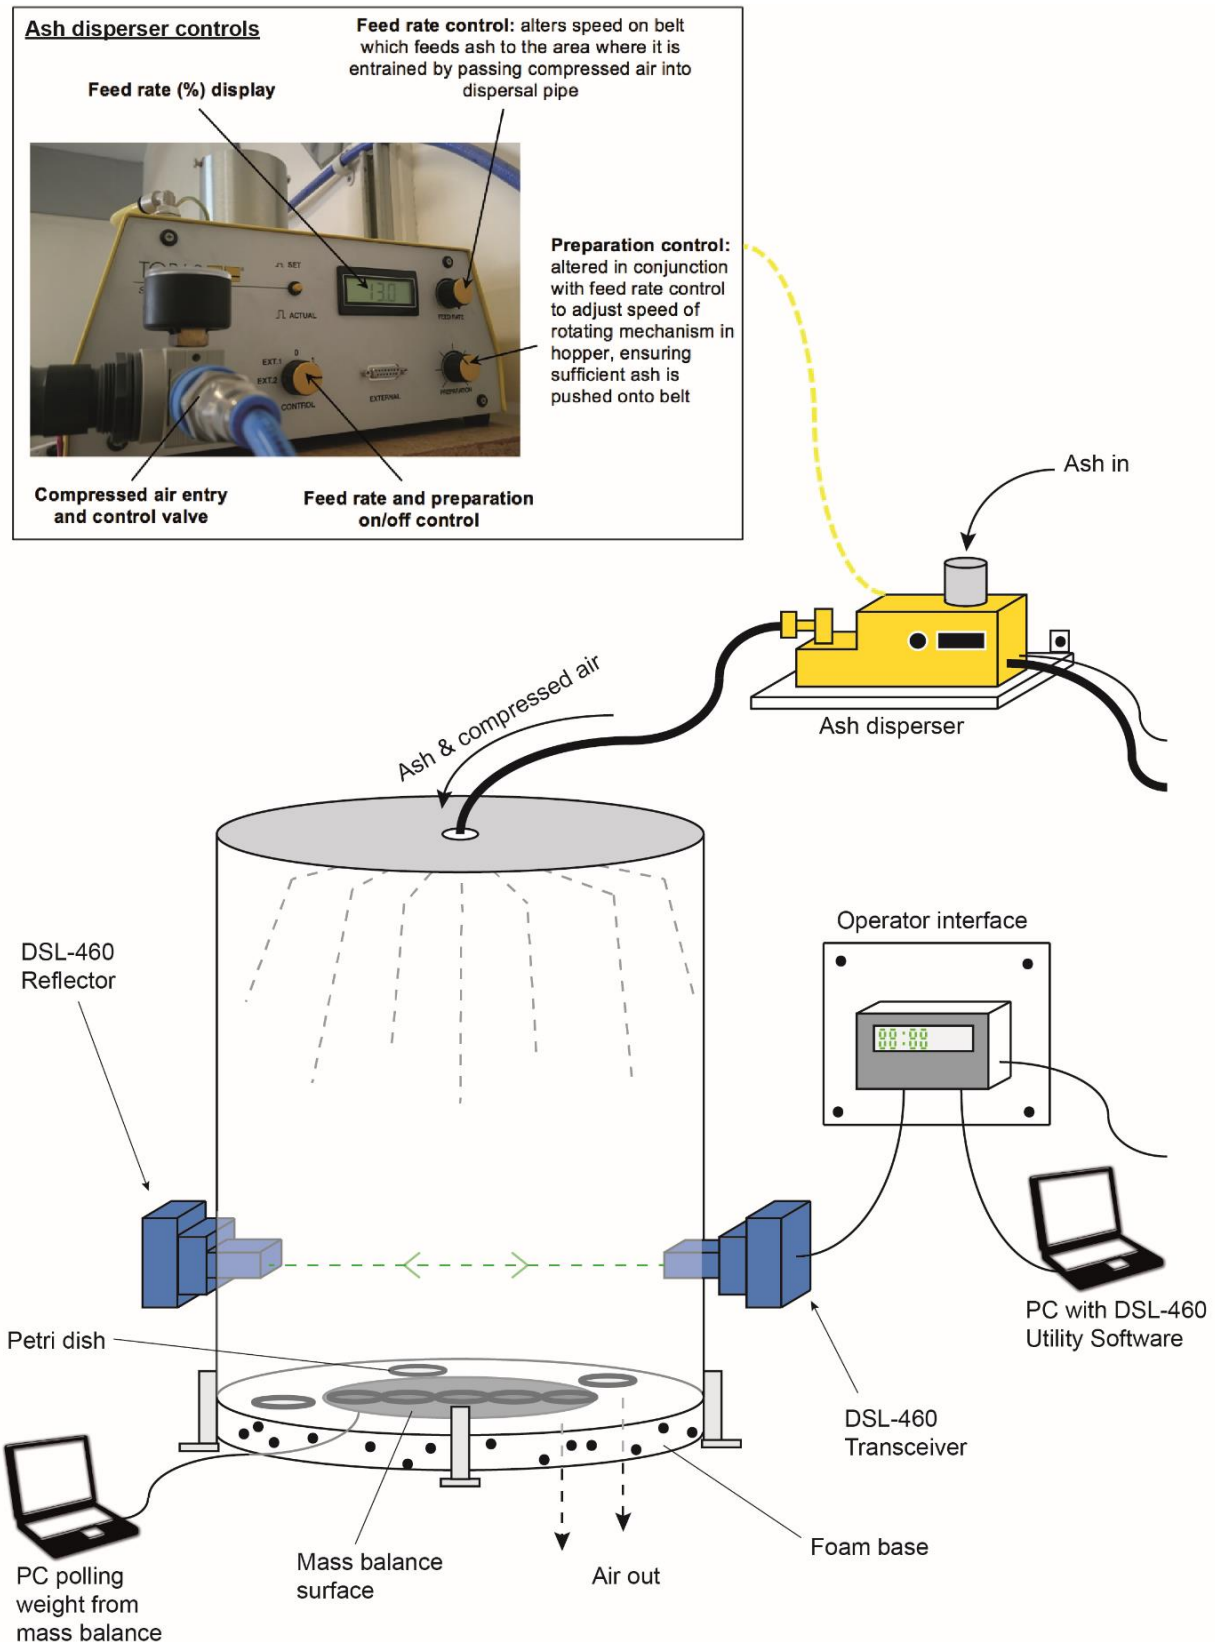 Ash disperser controls
Feed rate control: alters speed on belt
which feeds ash to the area where it is
entrained by passing compressed air into
dispersal pipe
Feed rate (%) display
SET
ACTUAL
13.0
FEED RATE
EXT.1
0
1
EXT.2
CONTROL
EXTERNAL
PREPARATION
Preparation control:
altered in conjunction
with feed rate control
to adjust speed of
rotating mechanism in
hopper, ensuring
sufficient ash is
pushed onto belt
Compressed air entry
and control valve
Feed rate and preparation
on/off control
Ash in
Ash disperser
Ash & compressed air
Operator interface
88:88
DSL-460
Reflector
PC with DSL-460
Utility Software
Petri dish
DSL-460
Transceiver
Mass balance
surface
Air out
Foam base
PC polling
weight from
mass balance